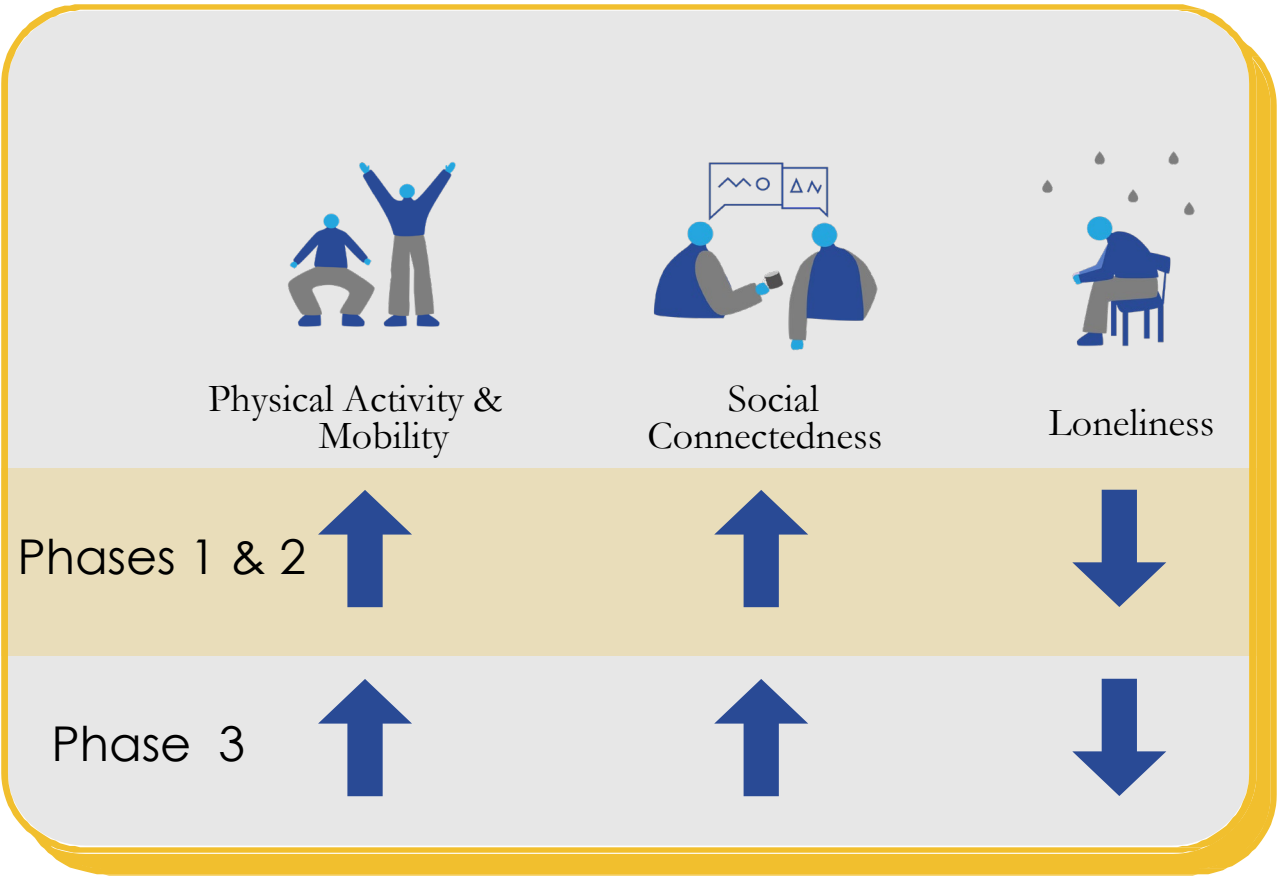 Physical Activity &
Mobility
Social
Connectedness
Loneliness
Phases 1 & 2
Phase 3